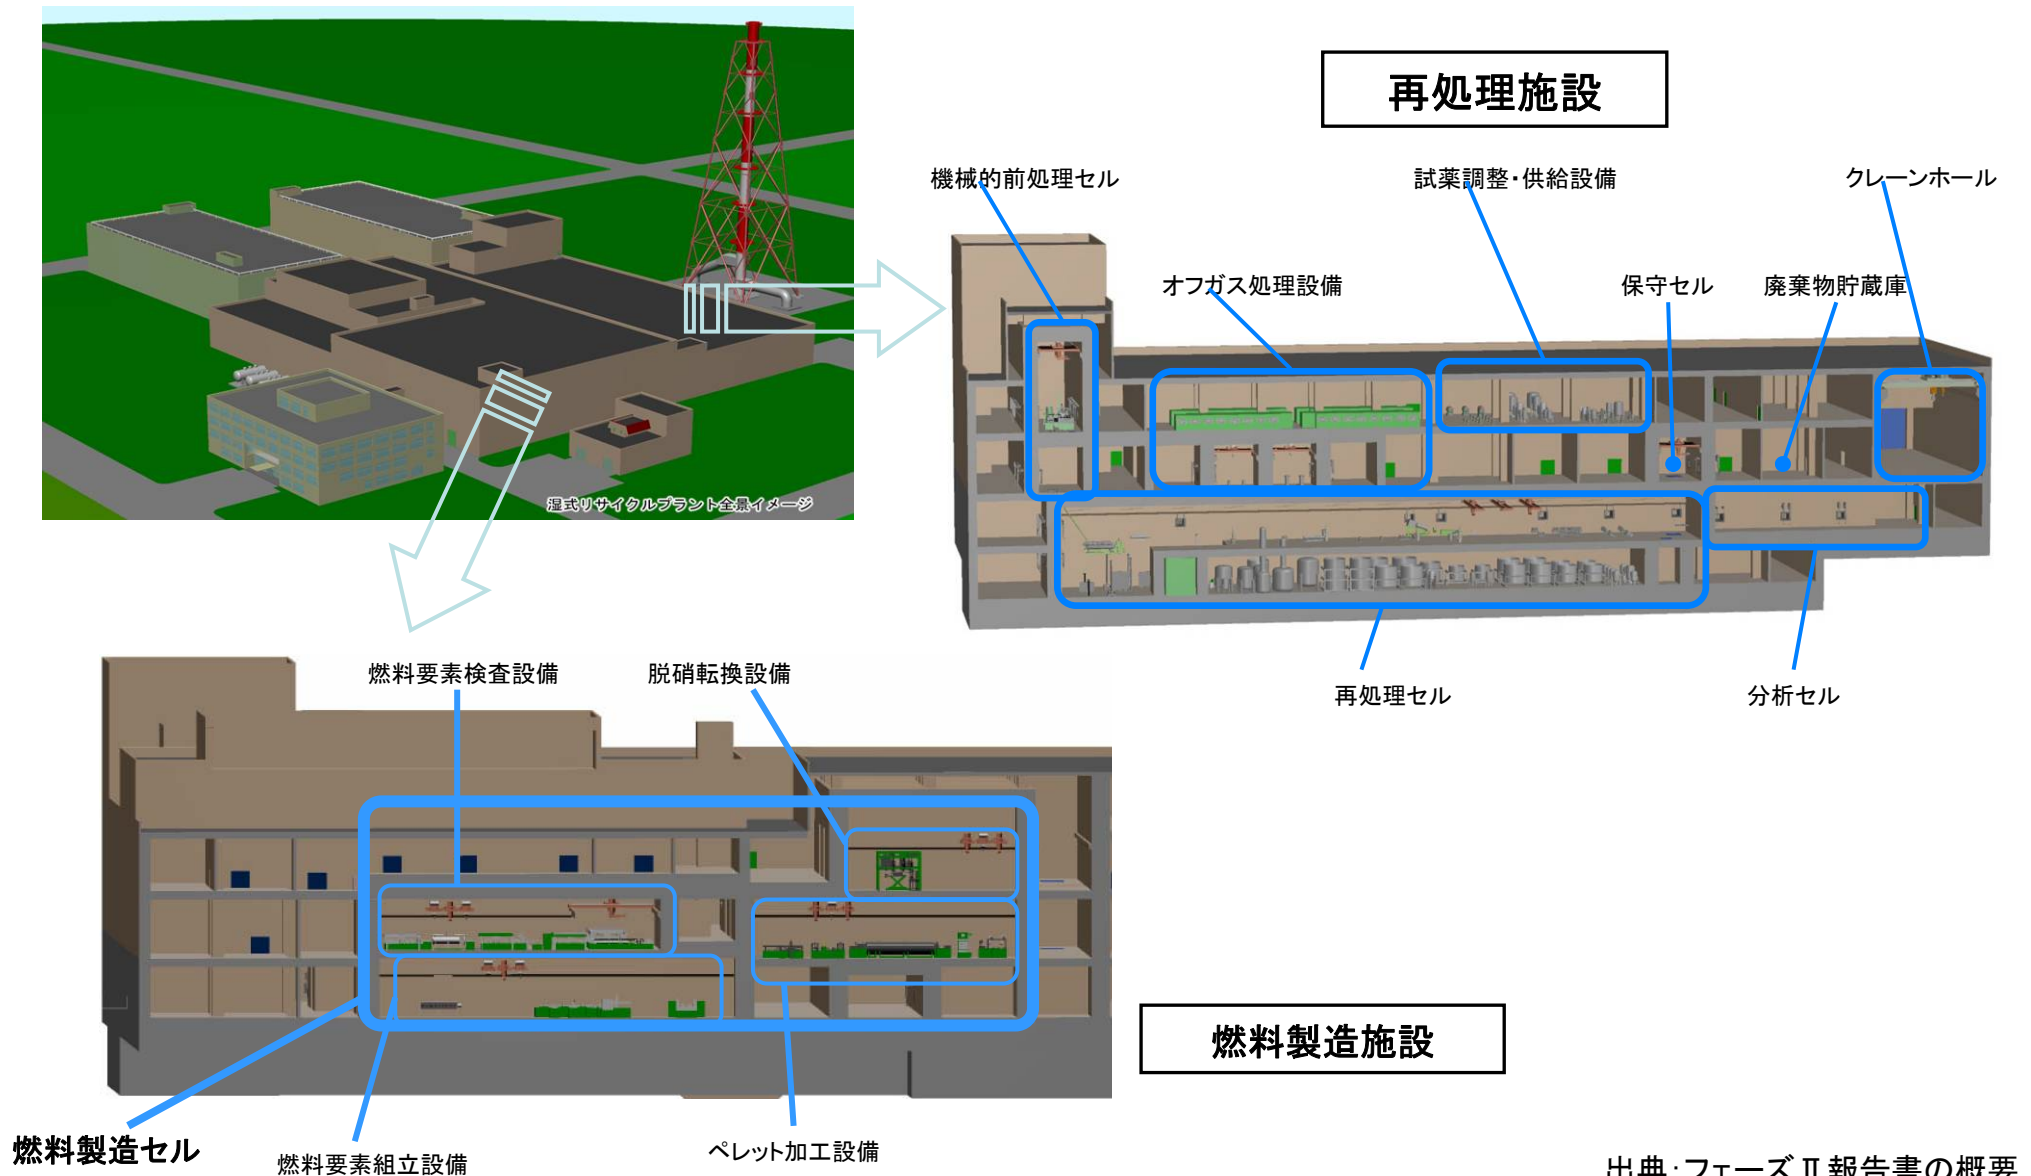 再処理施設
機械的前処理セル
試薬調整・供給設備
クレーンホール
オフガス処理設備
保守セル
廃棄物貯蔵庫
湿式リサイクルプラント全景イメージ
再処理セル
分析セル
燃料要素検査設備
脱硝転換設備
燃料製造施設
燃料製造セル
燃料要素組立設備
ペレット加工設備
出典：フェーズⅡ報告書の概要